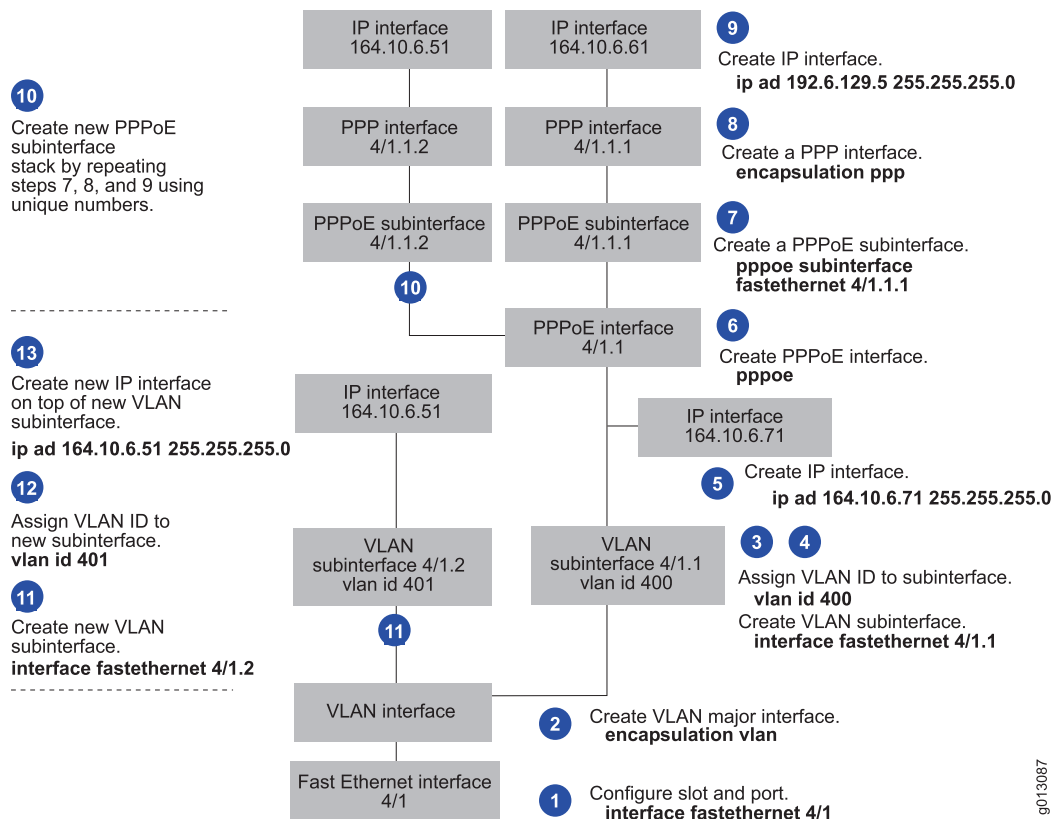 IP interface
164.10.6.51
IP interface
164.10.6.61
9
Create IP interface.
ip ad 192.6.129.5 255.255.255.0
10
Create new PPPoE
subinterface
stack by repeating
steps 7, 8, and 9 using
unique numbers.
PPP interface
4/1.1.2
PPP interface
4/1.1.1
8
Create a PPP interface.
encapsulation ppp
PPPoE subinterface
4/1.1.2
PPPoE subinterface
4/1.1.1
7
Create a PPPoE subinterface.
pppoe subinterface
fastethernet 4/1.1.1
10
PPPoE interface
4/1.1
6
Create PPPoE interface.
pppoe
13
Create new IP interface
on top of new VLAN
subinterface.
ip ad 164.10.6.51 255.255.255.0
IP interface
164.10.6.51
IP interface
164.10.6.71
5
Create IP interface.
ip ad 164.10.6.71 255.255.255.0
12
Assign VLAN ID to
new subinterface.
vlan id 401
VLAN
subinterface 4/1.2
vlan id 401
VLAN
subinterface 4/1.1
vlan id 400
3 4
Assign VLAN ID to subinterface.
vlan id 400
Create VLAN subinterface.
interface fastethernet 4/1.1
11
Create new VLAN
subinterface.
interface fastethernet 4/1.2
11
VLAN interface
2
Create VLAN major interface.
encapsulation vlan
Fast Ethernet interface
4/1
1
Configure slot and port.
interface fastethernet 4/1
g013087